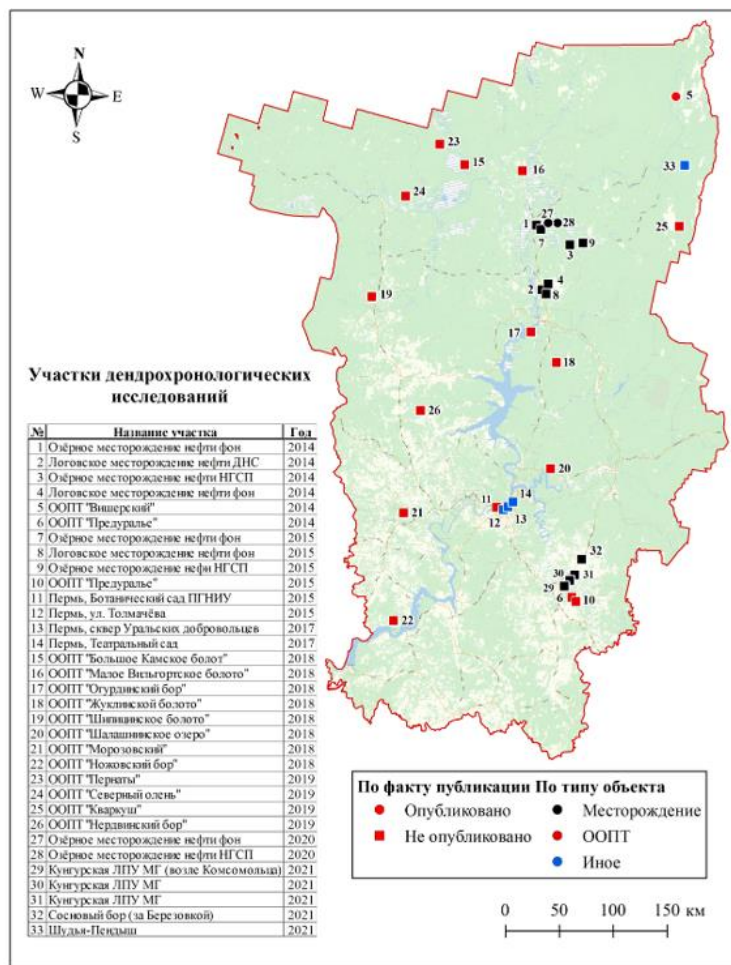 N
W E
S
5
23
15
16
33
24
27
1 28
7
25
9
3
4
2
8
19
17
18
26
20
14
11
12 13
21
32
30 31
29
6 10
22
Участки дендрохронологических
исследований
№ Название участка Год
1 Озёрное месторождение нефти фон 2014
2 Логовское месторождение нефти ДНС 2014
3 Озёрное месторождение нефти НГСП 2014
4 Логовское месторождение нефти фон 2014
5 ООПТ "Вишерский" 2014
6 ООПТ "Предуралье" 2014
7 Озёрное месторождение нефти фон 2015
8 Логовское месторождение нефти фон 2015
9 Озерное месторождение нефи НГСП 2015
10 ООПТ "Предуралье" 2015
11 Пермь, Ботанический сад ПГНИУ 2015
12 Пермь, ул. Толмачёва 2015
13 Пермь, сквер Уральских добровольцев 2017
14 Пермь, Театральный сад 2017
15 ООПТ "Большое Камское болот" 2018
16 ООПТ "Малое Вильгортское болото" 2018
17 ООПТ "Огурдинский бор" 2018
18 ООПТ "Жуклинской болото" 2018
19 ООПТ "Шипицинское болото" 2018
20 ООПТ "Шалашнинское озеро" 2018
21 ООПТ "Морозовский" 2018
22 ООПТ "Ножовский бор" 2018
23 ООПТ "Пернаты" 2019
24 ООПТ "Северный олень" 2019
25 ООПТ "Кваркуш" 2019
26 ООПТ "Нердвинский бор" 2019
27 Озёрное месторождение нефти фон 2020
28 Озёрное месторождение нефти НГСП 2020
29 Кунгурская ЛПУ МГ (возле Комсомольца) 2021
30 Кунгурская ЛПУ МГ 2021
31 Кунгурская ЛПУ МГ 2021
32 Сосновый бор (за Березовкой) 2021
33 Шудья-Пендыш 2021
По факту публикации По типу объекта
Опубликовано Месторождение
Не опубликовано ООПТ
Иное
0 50 100 150 км